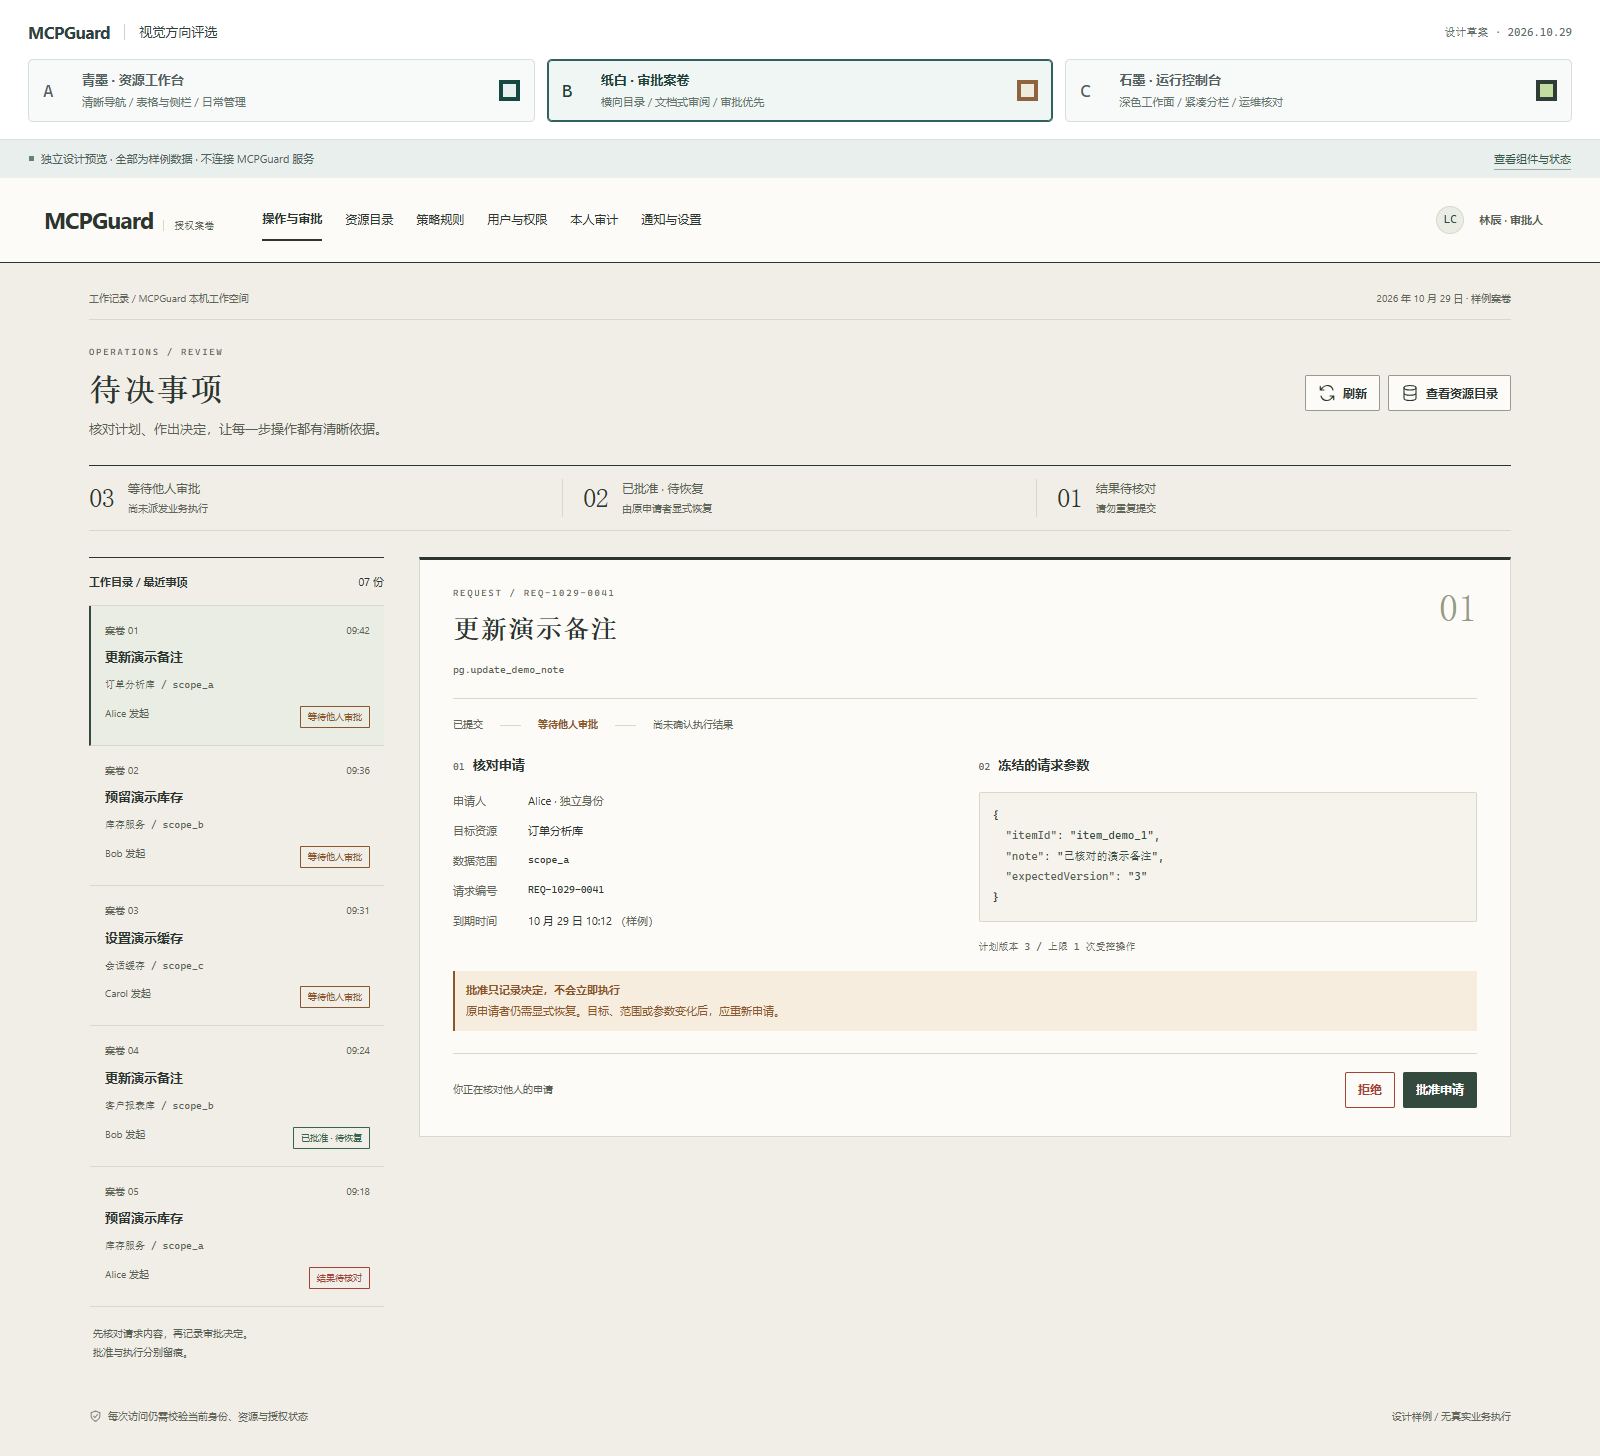 MCPGuard 视觉方向评选
设计草案 · 2026.10.29
A 青墨 · 资源工作台
清晰导航 / 表格与侧栏 / 日常管理
B 纸白 · 审批案卷
横向目录 / 文档式审阅 / 审批优先
C 石墨 · 运行控制台
深色工作面 / 紧凑分栏 / 运维核对
独立设计预览 · 全部为样例数据 · 不连接 MCPGuard 服务
查看组件与状态
MCPGuard 授权案卷 操作与审批 资源目录 策略规则 用户与权限 本人审计 通知与设置
LC 林辰 · 审批人
工作记录 / MCPGuard 本机工作空间
2026 年 10 月 29 日 · 样例案卷
OPERATIONS / REVIEW
待决事项
核对计划、作出决定，让每一步操作都有清晰依据。
刷新
查看资源目录
03 等待他人审批
尚未派发业务执行
02 已批准 · 待恢复
由原申请者显式恢复
01 结果待核对
请勿重复提交
工作目录 / 最近事项 07 份
案卷 01 09:42
更新演示备注
订单分析库 / scope_a
Alice 发起 等待他人审批
案卷 02 09:36
预留演示库存
库存服务 / scope_b
Bob 发起 等待他人审批
案卷 03 09:31
设置演示缓存
会话缓存 / scope_c
Carol 发起 等待他人审批
案卷 04 09:24
更新演示备注
客户报表库 / scope_b
Bob 发起 已批准 · 待恢复
案卷 05 09:18
预留演示库存
库存服务 / scope_a
Alice 发起 结果待核对
先核对请求内容，再记录审批决定。
批准与执行分别留痕。
REQUEST / REQ-1029-0041
01
更新演示备注
pg.update_demo_note
已提交 等待他人审批 尚未确认执行结果
01 核对申请
申请人 Alice · 独立身份
目标资源 订单分析库
数据范围 scope_a
请求编号 REQ-1029-0041
到期时间 10 月 29 日 10:12 （样例）
02 冻结的请求参数
{
"itemId": "item_demo_1",
"note": "已核对的演示备注",
"expectedVersion": "3"
}
计划版本 3 / 上限 1 次受控操作
批准只记录决定，不会立即执行
原申请者仍需显式恢复。目标、范围或参数变化后，应重新申请。
你正在核对他人的申请
拒绝
批准申请
每次访问仍需校验当前身份、资源与授权状态
设计样例 / 无真实业务执行